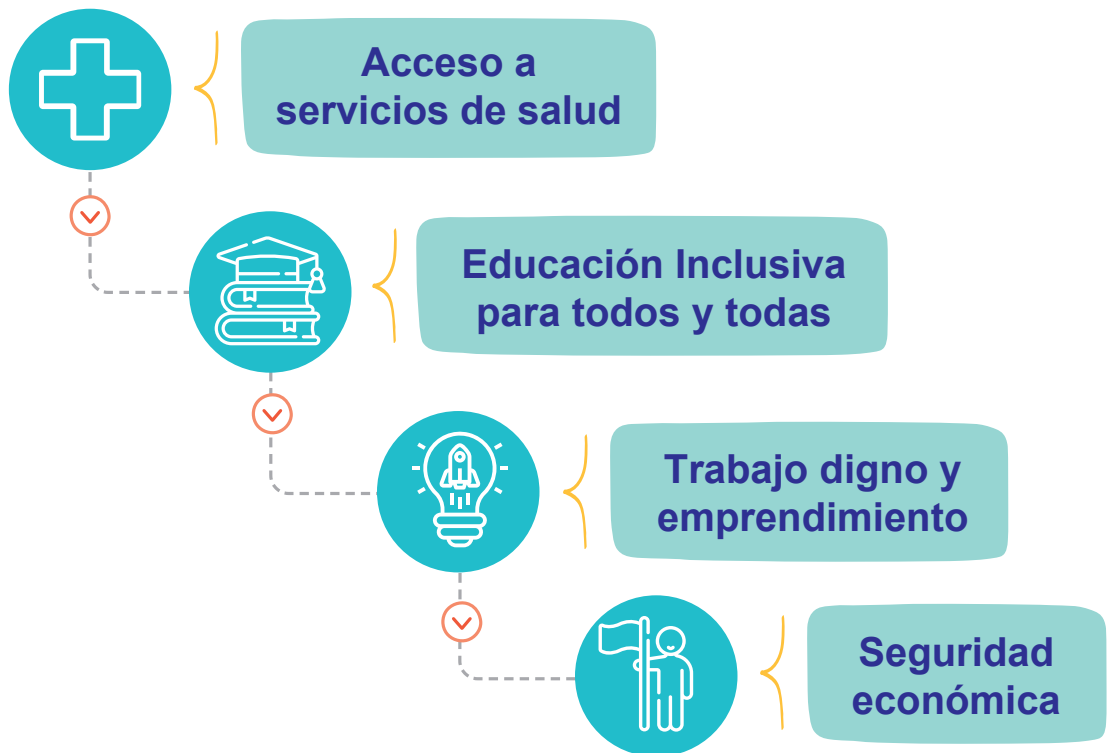 Acceso a
servicios de salud
Educación Inclusiva
para todos y todas
Trabajo digno y
emprendimiento
Seguridad
económica